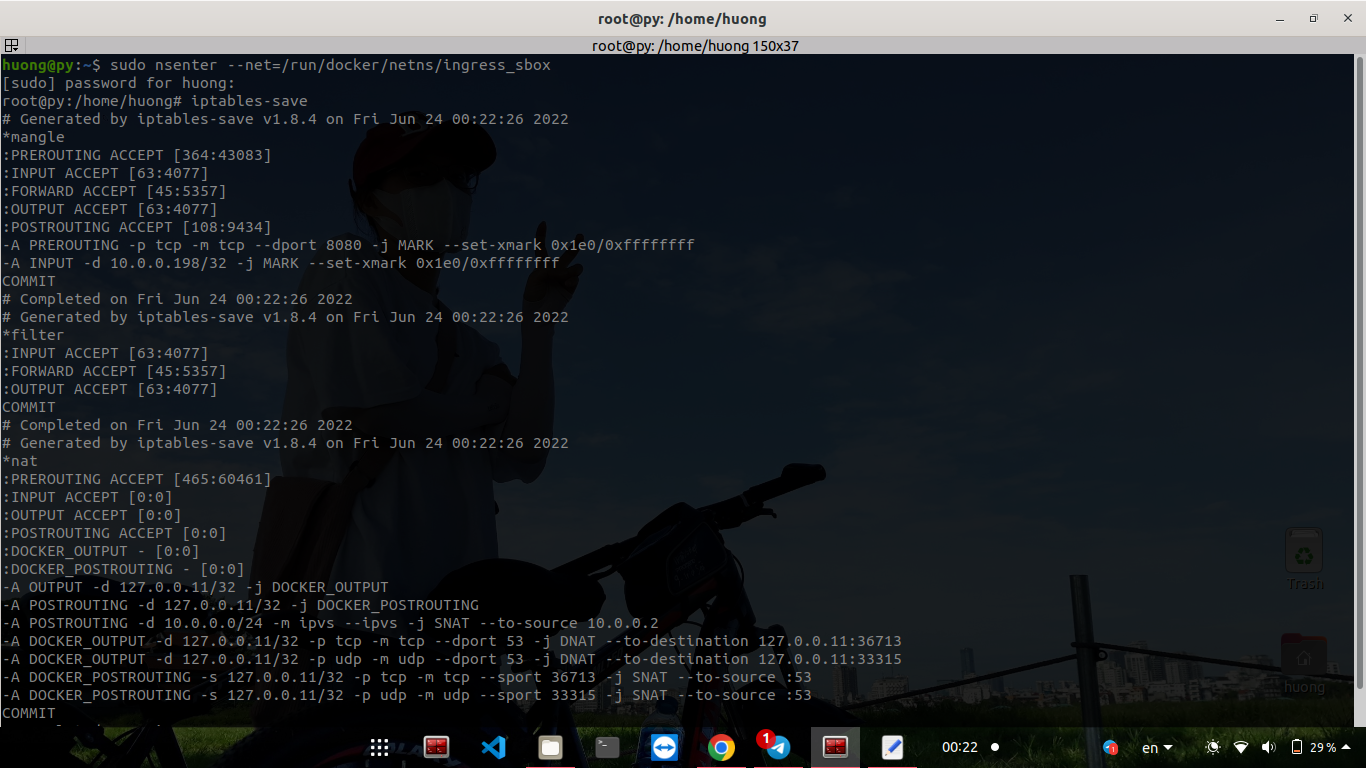 root@py: /home/huong
root@py: /home/huong 150x37
huong@py:~$ sudo nsenter --net=/run/docker/netns/ingress_sbox
[sudo] password for huong:
root@py:/home/huong# iptables-save
# Generated by iptables-save v1.8.4 on Fri Jun 24 00:22:26 2022
*mangle
:PREROUTING ACCEPT [364:43083]
:INPUT ACCEPT [63:4077]
:FORWARD ACCEPT [45:5357]
:OUTPUT ACCEPT [63:4077]
:POSTROUTING ACCEPT [108:9434]
-A PREROUTING -p tcp -m tcp --dport 8080 -j MARK --set-xmark 0x1e0/0xffffffff
-A INPUT -d 10.0.0.198/32 -j MARK --set-xmark 0x1e0/0xffffffff
COMMIT
# Completed on Fri Jun 24 00:22:26 2022
# Generated by iptables-save v1.8.4 on Fri Jun 24 00:22:26 2022
*filter
:INPUT ACCEPT [63:4077]
:FORWARD ACCEPT [45:5357]
:OUTPUT ACCEPT [63:4077]
COMMIT
# Completed on Fri Jun 24 00:22:26 2022
# Generated by iptables-save v1.8.4 on Fri Jun 24 00:22:26 2022
*nat
:PREROUTING ACCEPT [465:60461]
:INPUT ACCEPT [0:0]
:OUTPUT ACCEPT [0:0]
:POSTROUTING ACCEPT [0:0]
:DOCKER_OUTPUT - [0:0]
:DOCKER_POSTROUTING - [0:0]
-A OUTPUT -d 127.0.0.11/32 -j DOCKER_OUTPUT
-A POSTROUTING -d 127.0.0.11/32 -j DOCKER_POSTROUTING
-A POSTROUTING -d 10.0.0.0/24 -m ipvs --ipvs -j SNAT --to-source 10.0.0.2
-A DOCKER_OUTPUT -d 127.0.0.11/32 -p tcp -m tcp --dport 53 -j DNAT --to-destination 127.0.0.11:36713
-A DOCKER_OUTPUT -d 127.0.0.11/32 -p udp -m udp --dport 53 -j DNAT --to-destination 127.0.0.11:33315
-A DOCKER_POSTROUTING -s 127.0.0.11/32 -p tcp -m tcp --sport 36713 -j SNAT --to-source :53
-A DOCKER_POSTROUTING -s 127.0.0.11/32 -p udp -m udp --sport 33315 -j SNAT --to-source :53
COMMIT
Trash
huong
1
00:22
1
en
29 %